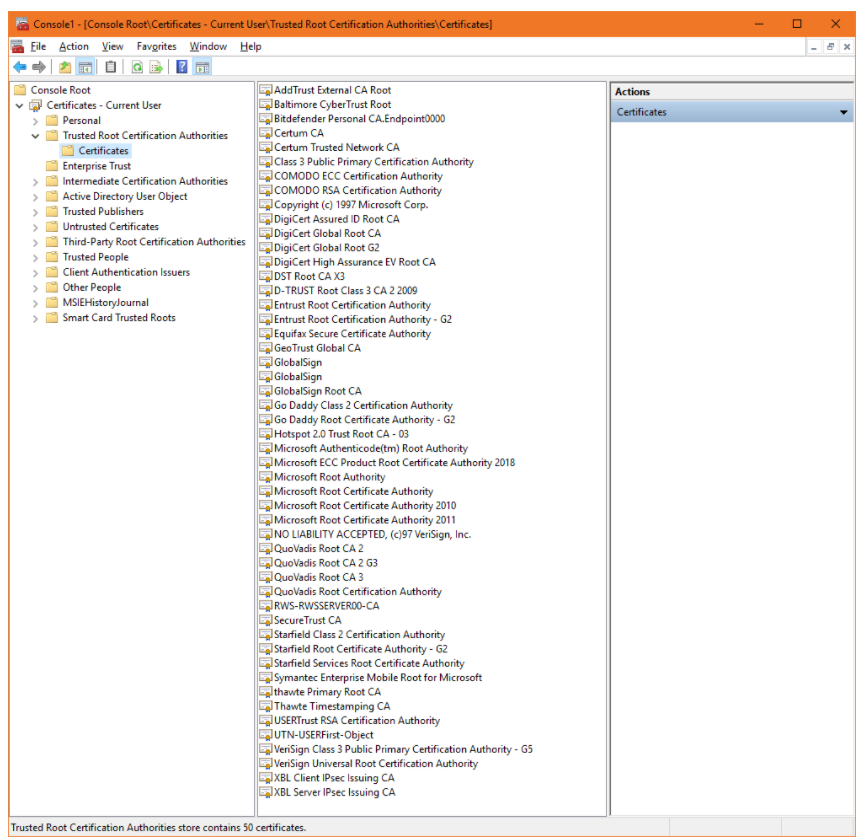 Console1 - [Console Root\Certificates - Current User\Trusted Root Certification Authorities\Certificates]
File Action View Favorites Window Help
Console Root
Certificates - Current User
Personal
Trusted Root Certification Authorities
Certificates
Enterprise Trust
Intermediate Certification Authorities
Active Directory User Object
Trusted Publishers
Untrusted Certificates
Third-Party Root Certification Authorities
Trusted People
Client Authentication Issuers
Other People
MSIEHistoryJournal
Smart Card Trusted Roots
AddTrust External CA Root
Baltimore CyberTrust Root
Bitdefender Personal CA.Endpoint0000
Certum CA
Certum Trusted Network CA
Class 3 Public Primary Certification Authority
COMODO ECC Certification Authority
COMODO RSA Certification Authority
Copyright (c) 1997 Microsoft Corp.
DigiCert Assured ID Root CA
DigiCert Global Root CA
DigiCert Global Root G2
DigiCert High Assurance EV Root CA
DST Root CA X3
D-TRUST Root Class 3 CA 2 2009
Entrust Root Certification Authority
Entrust Root Certification Authority - G2
Equifax Secure Certificate Authority
GeoTrust Global CA
GlobalSign
GlobalSign
GlobalSign Root CA
Go Daddy Class 2 Certification Authority
Go Daddy Root Certificate Authority - G2
Hotspot 2.0 Trust Root CA - 03
Microsoft Authenticode(tm) Root Authority
Microsoft ECC Product Root Certificate Authority 2018
Microsoft Root Authority
Microsoft Root Certificate Authority
Microsoft Root Certificate Authority 2010
Microsoft Root Certificate Authority 2011
NO LIABILITY ACCEPTED, (c)97 VeriSign, Inc.
QuoVadis Root CA 2
QuoVadis Root CA 2 G3
QuoVadis Root CA 3
QuoVadis Root Certification Authority
RWS-RWSSERVER00-CA
SecureTrust CA
Starfield Class 2 Certification Authority
Starfield Root Certificate Authority - G2
Starfield Services Root Certificate Authority
Symantec Enterprise Mobile Root for Microsoft
thawte Primary Root CA
Thawte Timestamping CA
USERTrust RSA Certification Authority
UTN-USERFirst-Object
VeriSign Class 3 Public Primary Certification Authority - G5
VeriSign Universal Root Certification Authority
XBL Client IPsec Issuing CA
XBL Server IPsec Issuing CA
Actions
Certificates
Trusted Root Certification Authorities store contains 50 certificates.